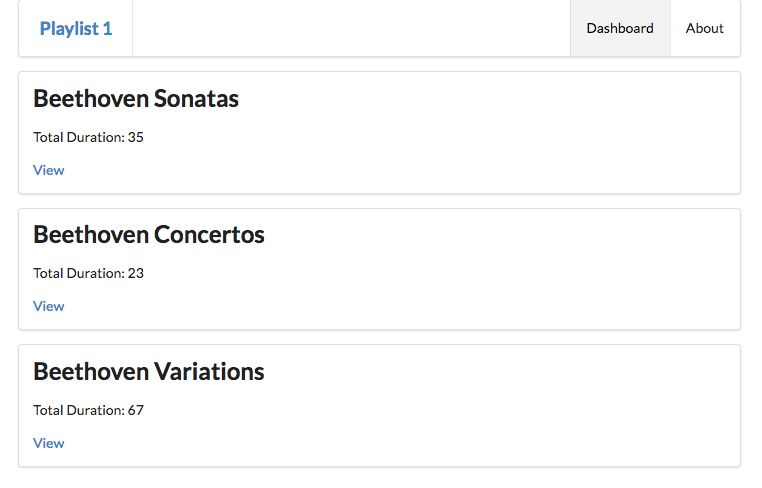 Playlist 1
Dashboard
About
Beethoven Sonatas
Total Duration: 35
View
Beethoven Concertos
Total Duration: 23
View
Beethoven Variations
Total Duration: 67
View